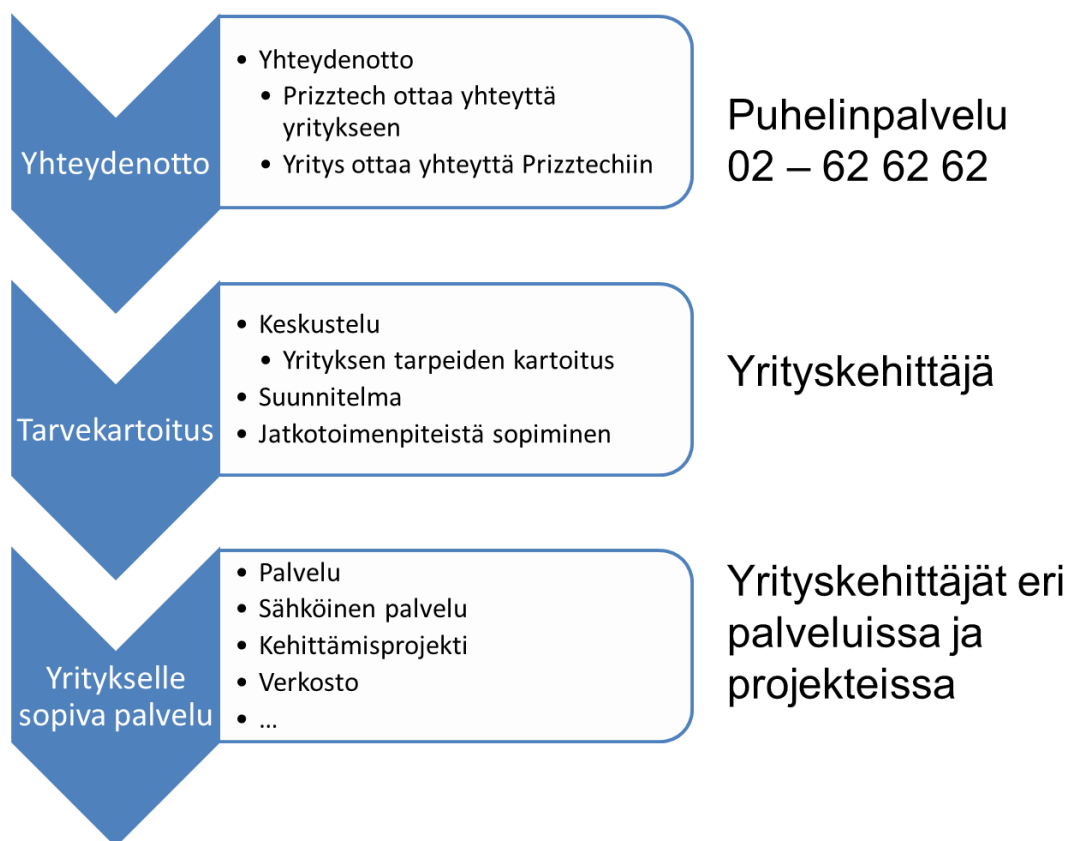 Yhteydenotto
• Yhteydenotto
• Prizztech ottaa yhteyttä
yritykseen
• Yritys ottaa yhteyttä Prizztechiin
Puhelinpalvelu
02 – 62 62 62
Tarvekartoitus
• Keskustelu
• Yrityksen tarpeiden kartoitus
• Suunnitelma
• Jatkotoimenpiteistä sopiminen
Yrityskehittäjä
Yritykselle
sopiva palvelu
• Palvelu
• Sähköinen palvelu
• Kehittämisprojekti
• Verkosto
• ...
Yrityskehittäjät eri
palveluissa ja
projekteissa